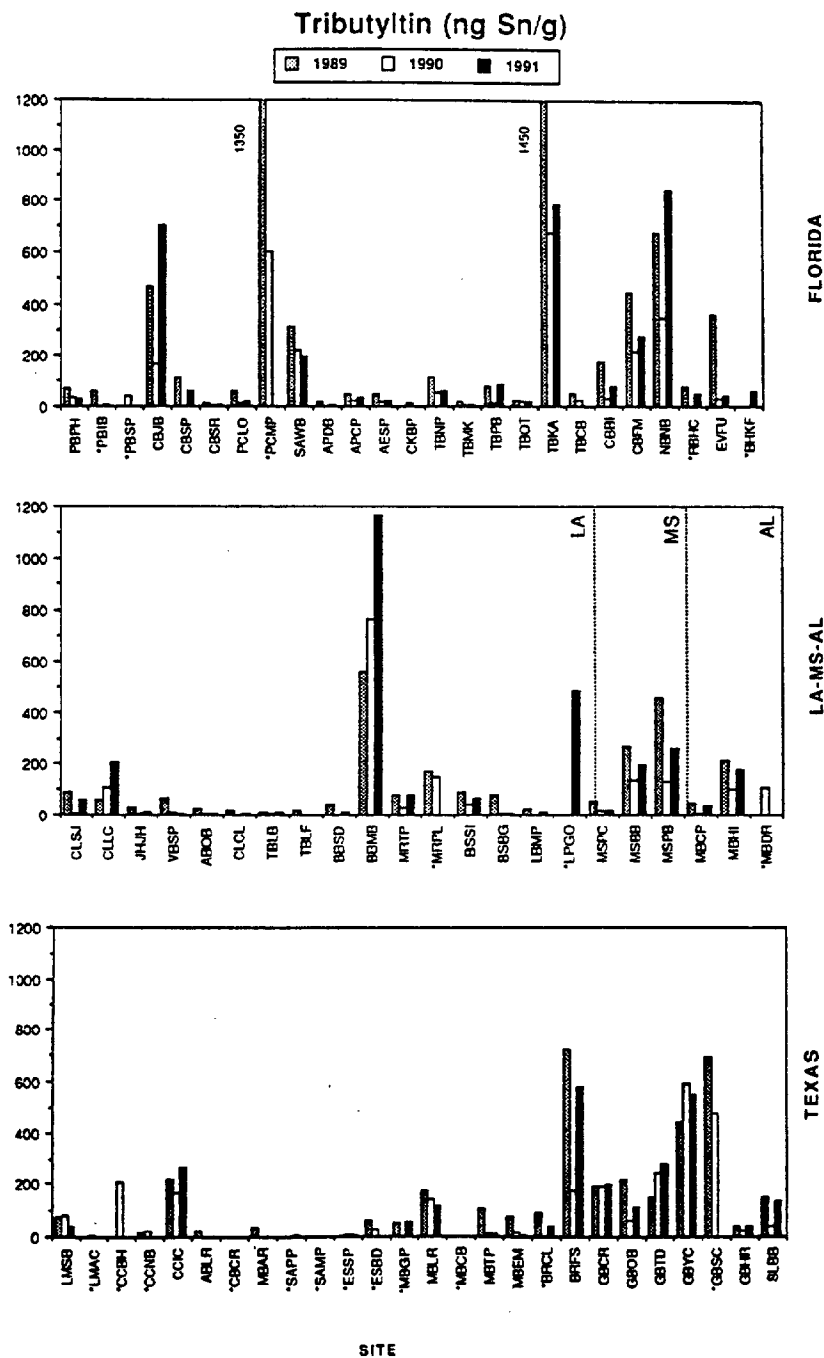 Tributyltin (ng Sn/g)
1989 1990 1991
1200
1000
800
600
400
200
0
1350
1450
PBPH *PBIB *PBSP CBJB CBSP CBSR PCLO *PCMP SAWB APDB APCP AESP CKBP TBNP TBMK TBPB TBOT TBKA TBCB CBBI CBFM NBNB *RBHC EVFU *BHKF
FLORIDA
1200
1000
800
600
400
200
0
LA
MS
AL
CLSJ CLLC JHJH VBSP ABOB CLCL TBLB TBLF BBSD BBMB MRTP *MRPL BSSI BSBG LBMP *LPGO MSPC MSBB MSPB MBCP MBHI *MBDR
LA-MS-AL
1200
1000
800
600
400
200
0
LMSB *LMAC *CCBH *CCNB CCIC ABLR *CBCR MBAR *SAPP *SAMP *ESSP *ESBD *MBGP MBLR *MBCB MBTP MBEM *BRCL BRFS GBCR GBOB GBTD GBYC *GBSC GBHR SLBB
TEXAS
SITE